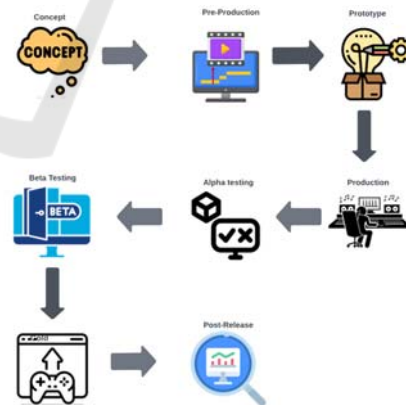 Concept
CONCEPT
Pre-Production
Prototype
Production
Alpha testing
Beta Testing
BETA
Post-Release